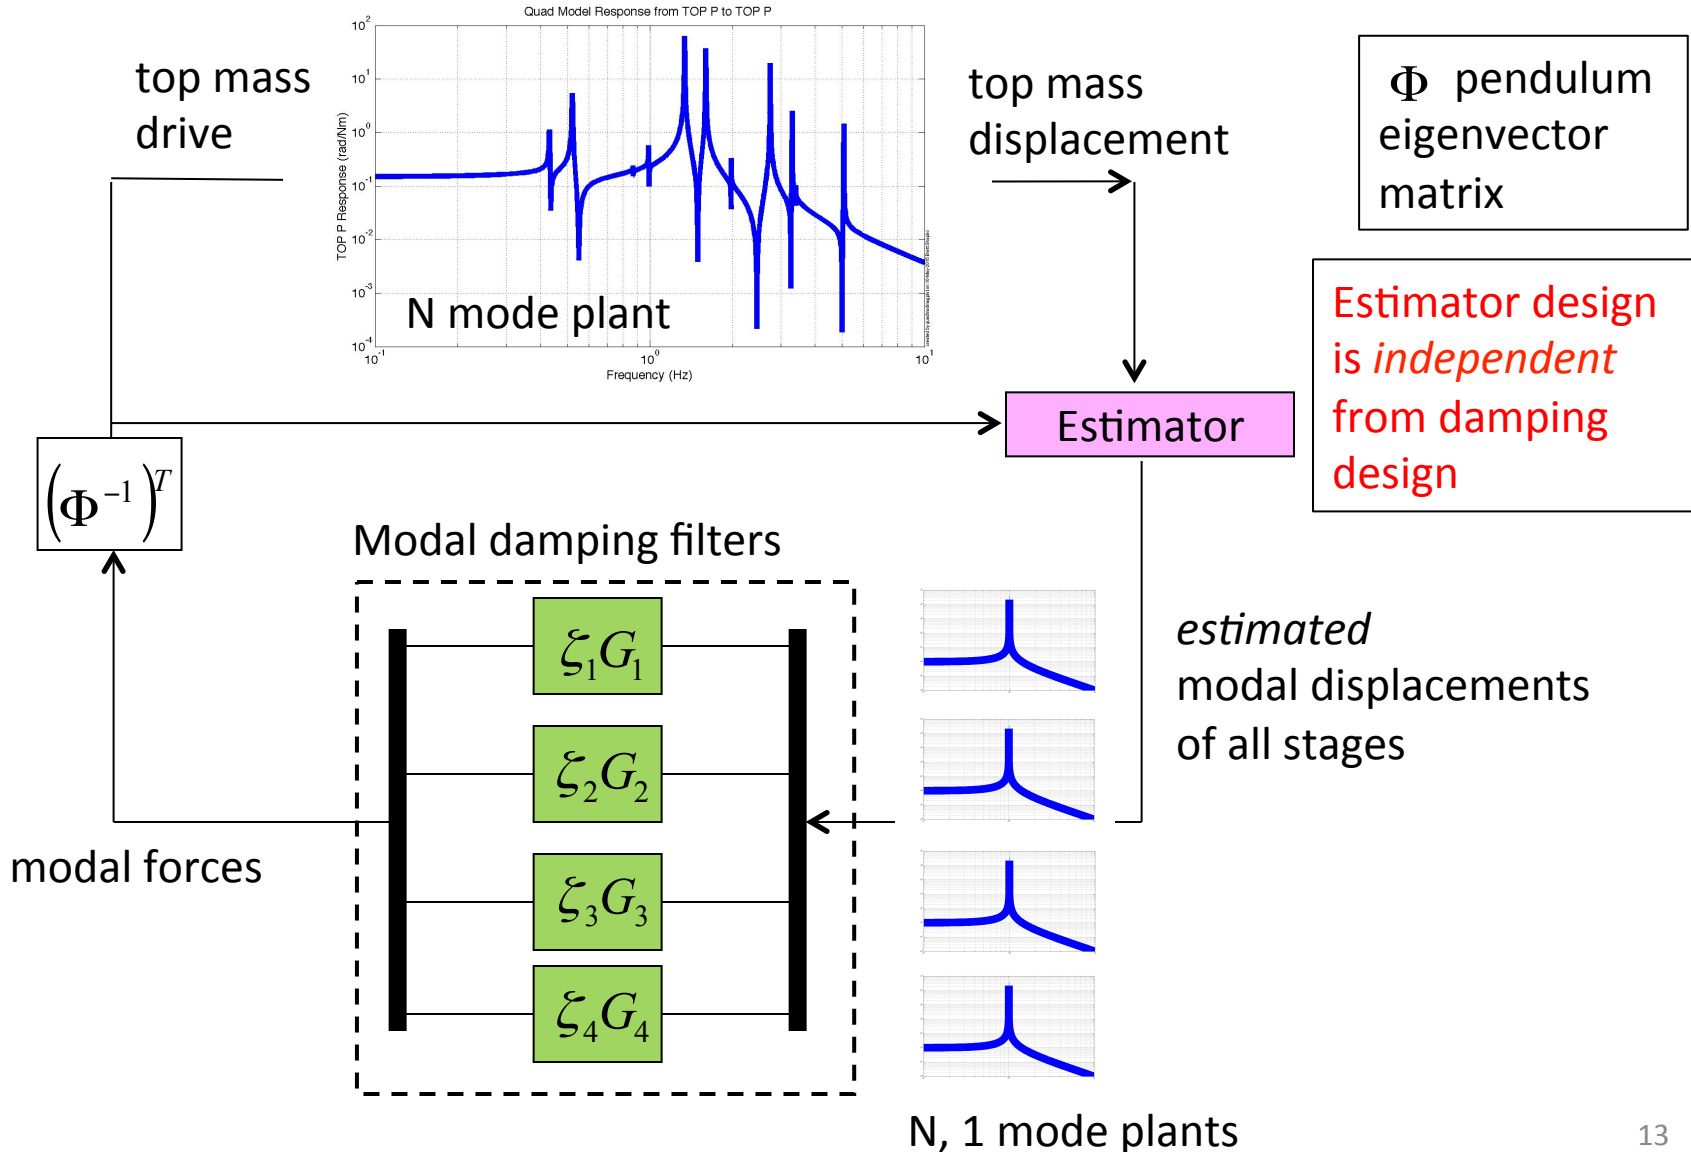 Quad Model Response from TOP P to TOP P
10^2
10^1
10^0
10^-1
10^-2
10^-3
10^-4
TOP P Response (rad/Nm)
10^-1
10^0
10^1
Frequency (Hz)
N mode plant
top mass
drive
top mass
displacement
Φ pendulum
eigenvector
matrix
Estimator design
is independent
from damping
design
Estimator
(Φ^-1)^T
Modal damping filters
ζ1G1
ζ2G2
ζ3G3
ζ4G4
estimated
modal displacements
of all stages
modal forces
N, 1 mode plants
13